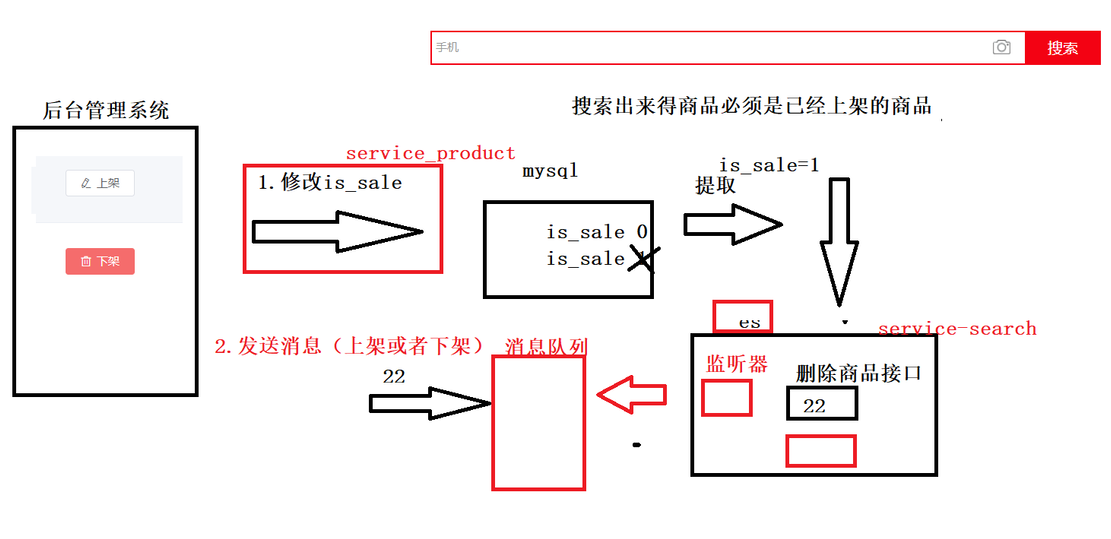 手机
搜索
后台管理系统
搜索出来得商品必须是已经上架的商品
service_product
1.修改is_sale
mysql
is_sale=1
提取
上架
is_sale 0
is_sale 1
下架
es
service-search
2.发送消息（上架或者下架）
消息队列
监听器
删除商品接口
22
22